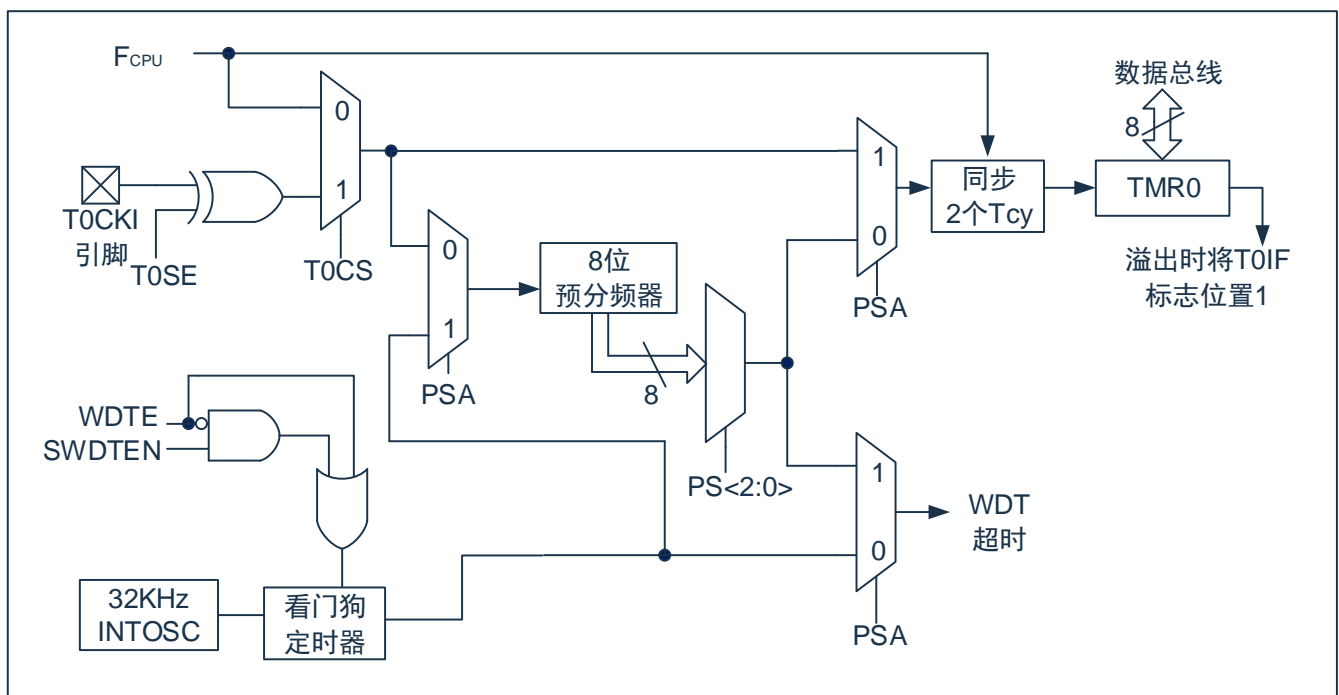 FCPU
数据总线
8
0
1
1
0
同步
2个Tcy
TMR0
T0CKI
引脚
T0SE
T0CS
0
1
8位
预分频器
PSA
溢出时将T0IF
标志位置1
8
PSA
WDTE
SWDTEN
PS<2:0>
1
0
WDT
超时
32KHz
INTOSC
看门狗
定时器
PSA